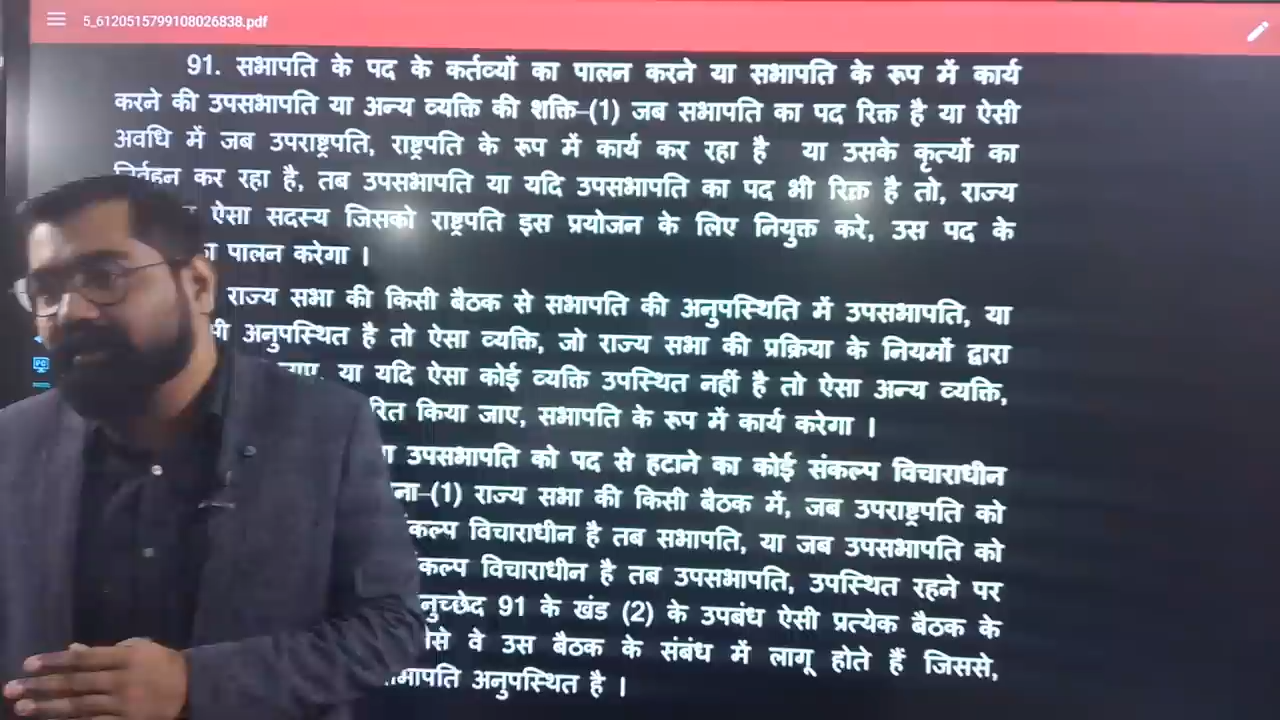 5_6120515799108026838.pdf
91. सभापति के पद के कर्तव्यों का पालन करने या सभापति के रूप में कार्य
करने की उपसभापति या अन्य व्यक्ति की शक्ति–(1) जब सभापति का पद रिक्त है या ऐसी
अवधि में जब उपराष्ट्रपति, राष्ट्रपति के रूप में कार्य कर रहा है या उसके कृत्यों का
निर्वहन कर रहा है, तब उपसभापति या यदि उपसभापति का पद भी रिक्त है तो, राज्य
ऐसा सदस्य जिसको राष्ट्रपति इस प्रयोजन के लिए नियुक्त करे, उस पद के
पालन करेगा ।
राज्य सभा की किसी बैठक से सभापति की अनुपस्थिति में उपसभापति, या
अनुपस्थित है तो ऐसा व्यक्ति, जो राज्य सभा की प्रक्रिया के नियमों द्वारा
या यदि ऐसा कोई व्यक्ति उपस्थित नहीं है तो ऐसा अन्य व्यक्ति,
किया जाए, सभापति के रूप में कार्य करेगा ।
उपसभापति को पद से हटाने का कोई संकल्प विचाराधीन
(1) राज्य सभा की किसी बैठक में, जब उपराष्ट्रपति को
विचाराधीन है तब सभापति, या जब उपसभापति को
विचाराधीन है तब उपसभापति, उपस्थित रहने पर
91 के खंड (2) के उपबंध ऐसी प्रत्येक बैठक के
वे उस बैठक के संबंध में लागू होते हैं जिससे,
अनुपस्थित है ।
PC